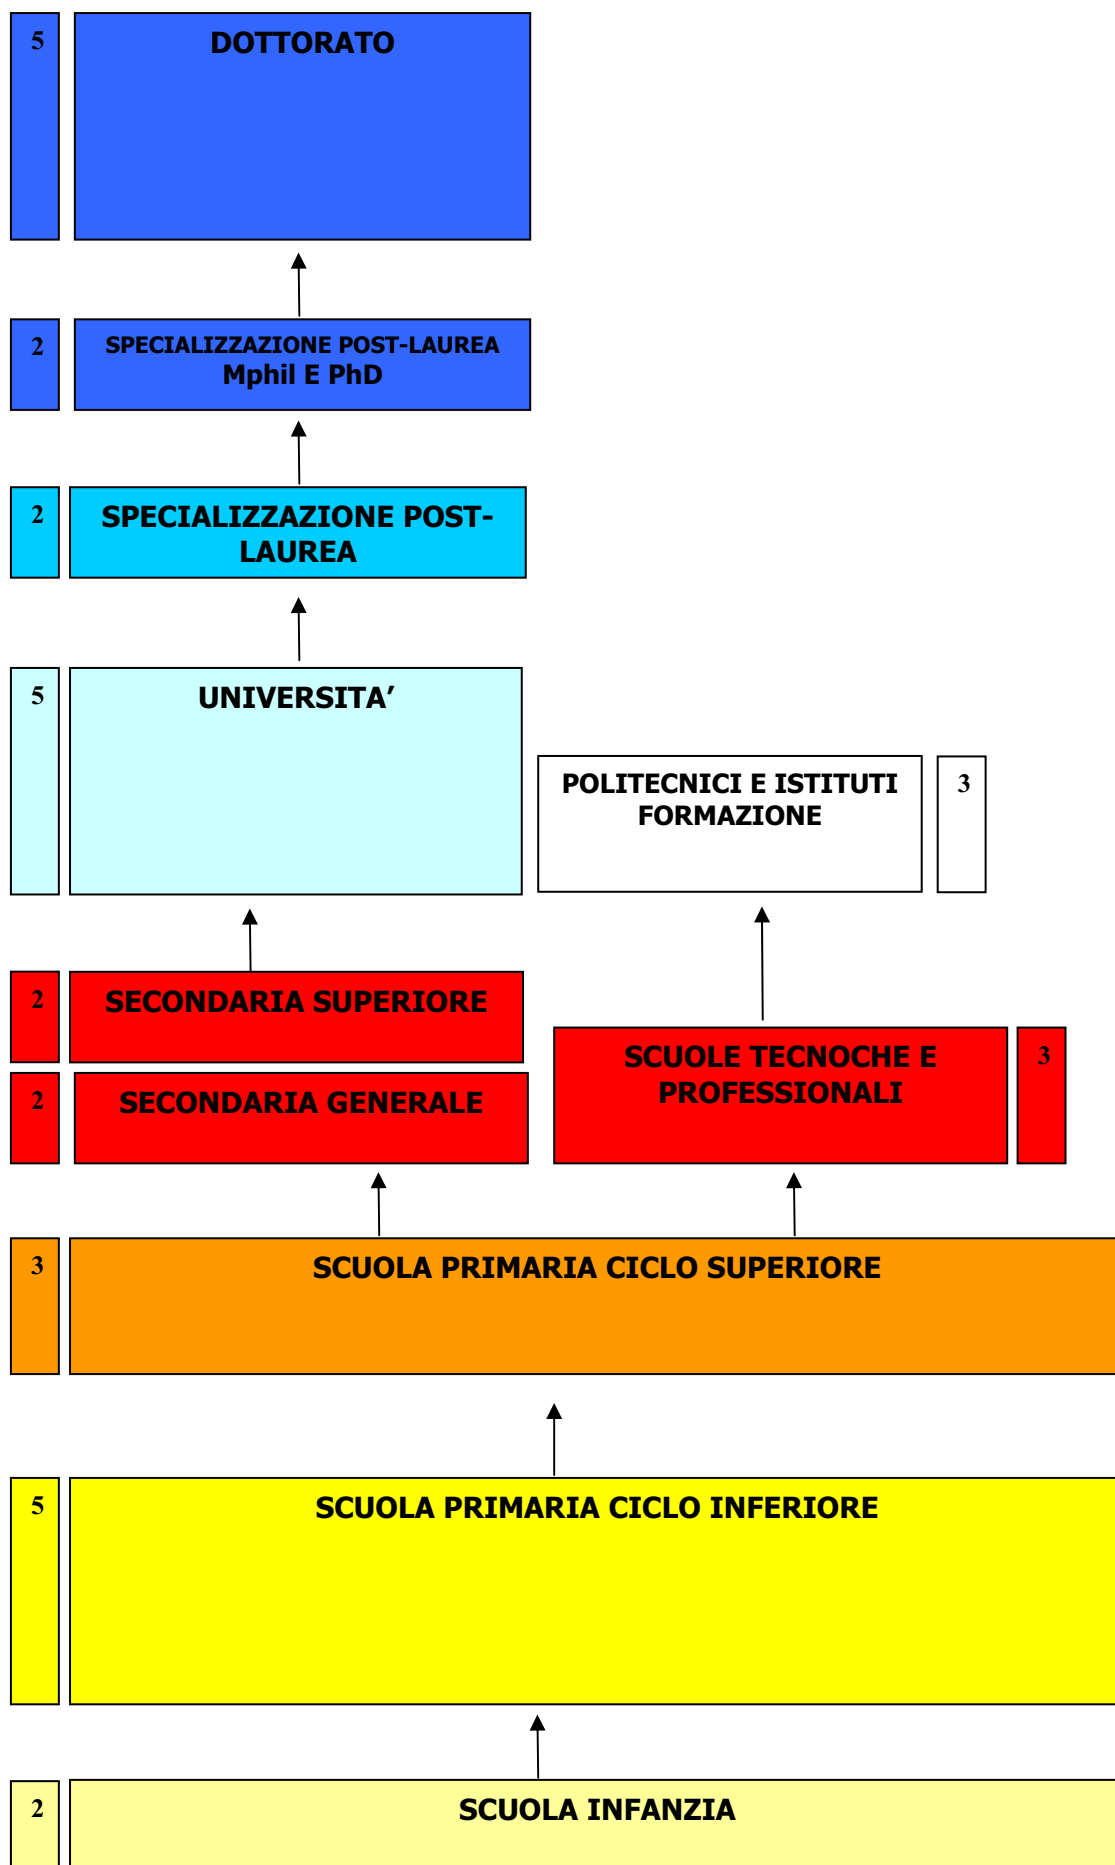 5
DOTTORATO
2
SPECIALIZZAZIONE POST-LAUREA
Mphil E PhD
2
SPECIALIZZAZIONE POST-
LAUREA
5
UNIVERSITA’
POLITECNICI E ISTITUTI
FORMAZIONE
3
2
SECONDARIA SUPERIORE
2
SECONDARIA GENERALE
SCUOLE TECNOCHE E
PROFESSIONALI
3
3
SCUOLA PRIMARIA CICLO SUPERIORE
5
SCUOLA PRIMARIA CICLO INFERIORE
2
SCUOLA INFANZIA